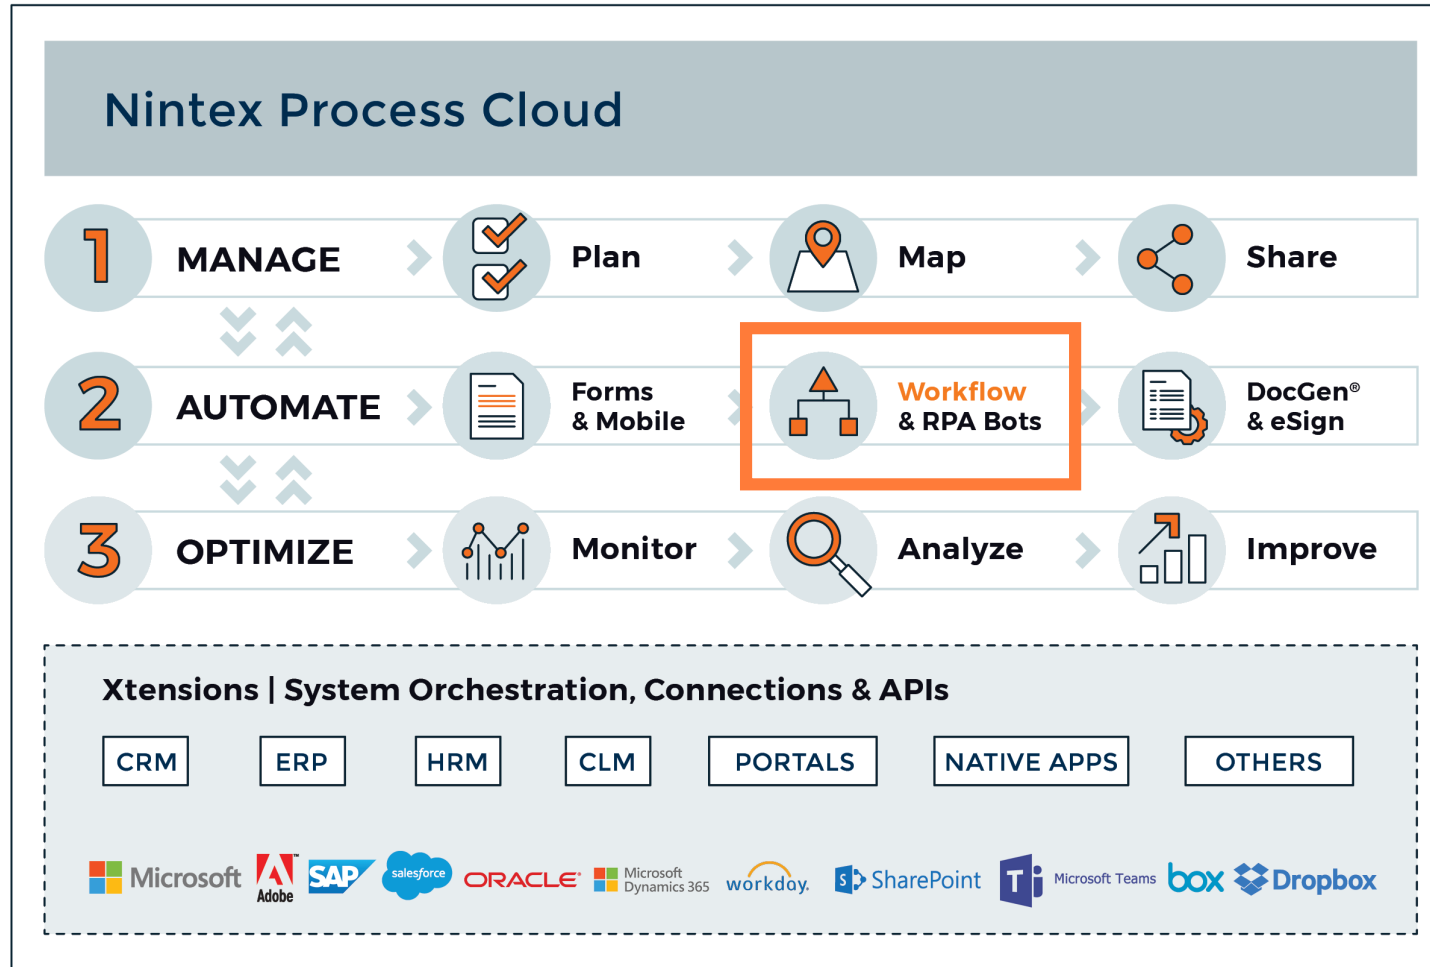 Nintex Process Cloud
1 MANAGE Plan Map Share
2 AUTOMATE
Forms
& Mobile
Workflow
& RPA Bots
DocGen®
& eSign
3 OPTIMIZE Monitor Analyze Improve
Xtensions | System Orchestration, Connections & APIs
CRM ERP HRM CLM PORTALS NATIVE APPS OTHERS
Microsoft
Adobe™
SAP
salesforce
ORACLE®
Microsoft
Dynamics 365
workday.
S SharePoint
T Microsoft Teams
box
Dropbox